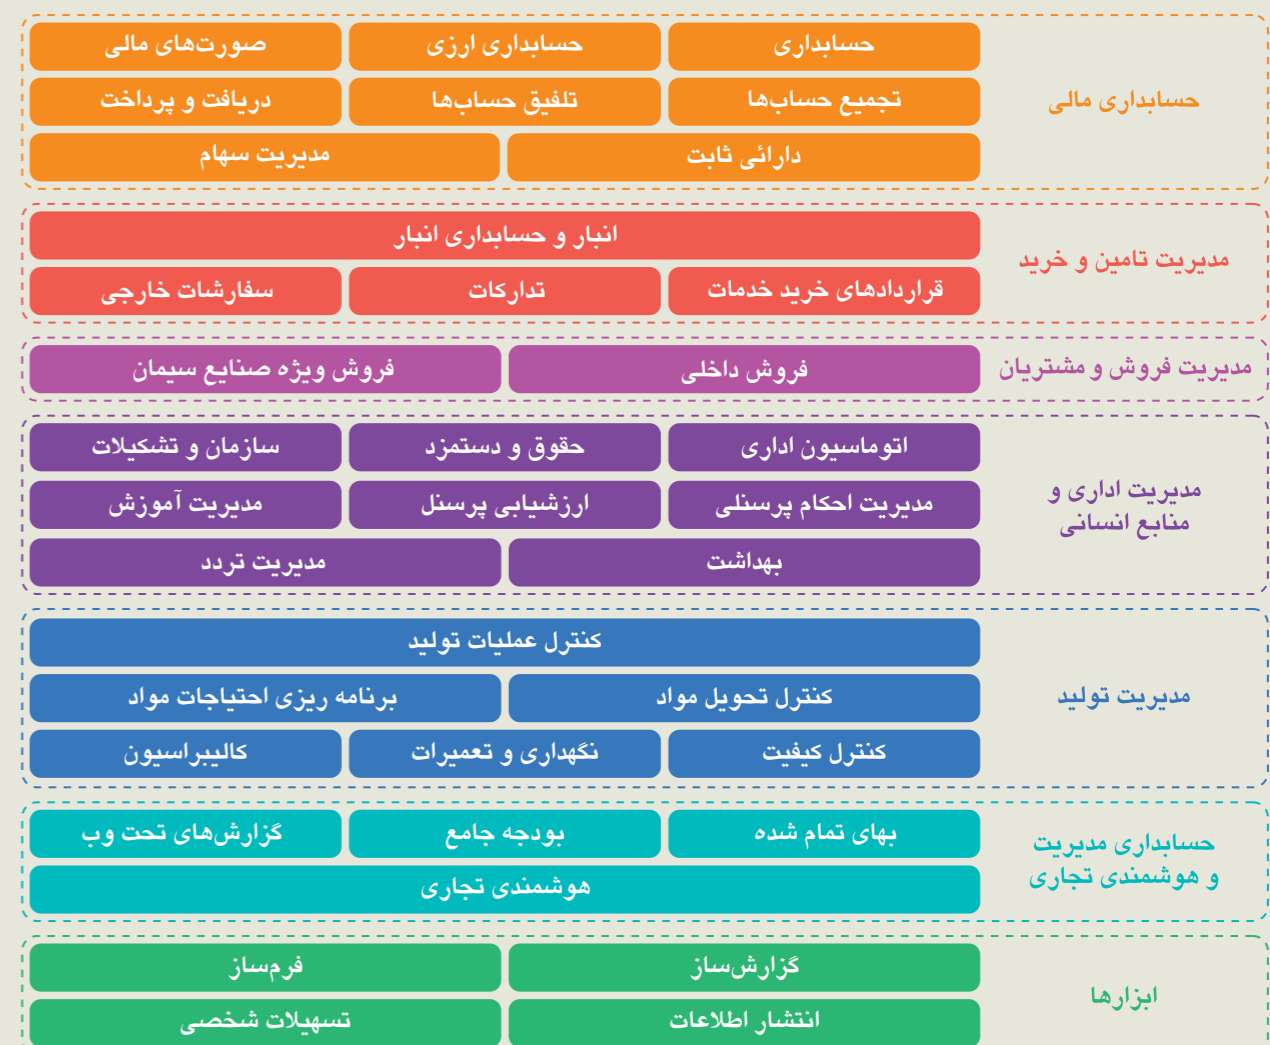 حسابداری مالی
حسابداری
حسابداری ارزی
صورت‌های مالی
تجمیع حساب‌ها
تلفیق حساب‌ها
دریافت و پرداخت
دارائی ثابت
مدیریت سهام
مدیریت تامین و خرید
انبار و حسابداری انبار
قراردادهای خرید خدمات
تدارکات
سفارشات خارجی
مدیریت فروش و مشتریان
فروش داخلی
فروش ویژه صنایع سیمان
مدیریت اداری و
منابع انسانی
اتوماسیون اداری
حقوق و دستمزد
سازمان و تشکیلات
مدیریت احکام پرسنلی
ارزشیابی پرسنل
مدیریت آموزش
بهداشت
مدیریت تردد
مدیریت تولید
کنترل عملیات تولید
کنترل تحویل مواد
برنامه ریزی احتیاجات مواد
کنترل کیفیت
نگهداری و تعمیرات
کالیبراسیون
حسابداری مدیریت
و هوشمندی تجاری
بهای تمام شده
بودجه جامع
گزارش‌های تحت وب
هوشمندی تجاری
ابزارها
گزارش‌ساز
فرم‌ساز
انتشار اطلاعات
تسهیلات شخصی